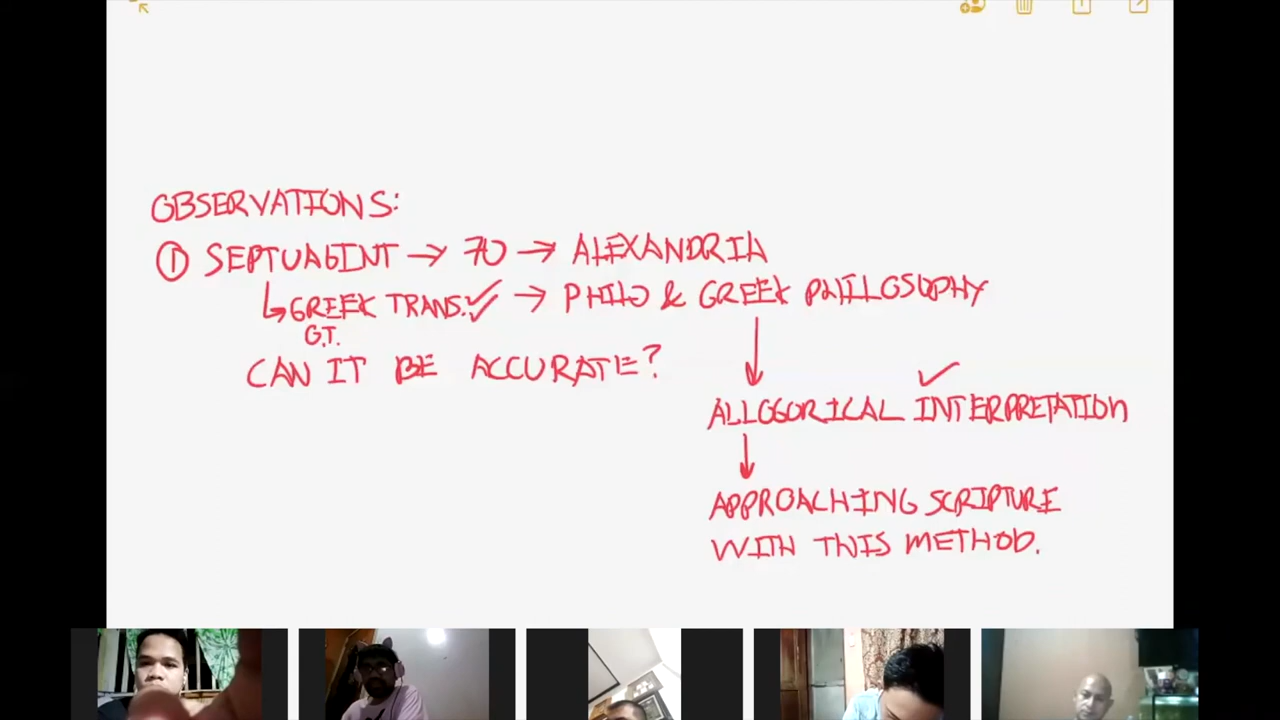 OBSERVATIONS:
① SEPTUAGINT → 70 → ALEXANDRIA
↳ GREEK TRANS. ✓ → PHILO & GREEK PHILOSOPHY
O.T.
CAN IT BE ACCURATE?
ALLOGORICAL INTERPRETATION
APPROACHING SCRIPTURE
WITH THIS METHOD.